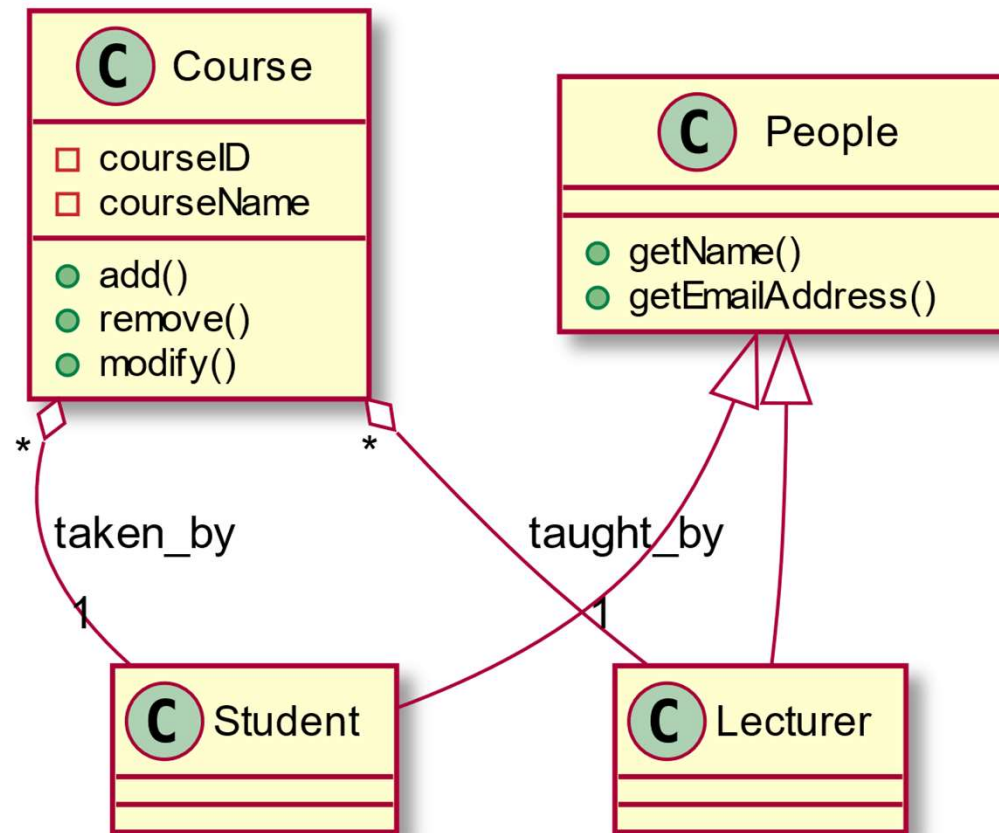 C Course
courseID
courseName
add()
remove()
modify()
C People
getName()
getEmailAddress()
*
*
taken_by
taught_by
1
1
C Student
C Lecturer